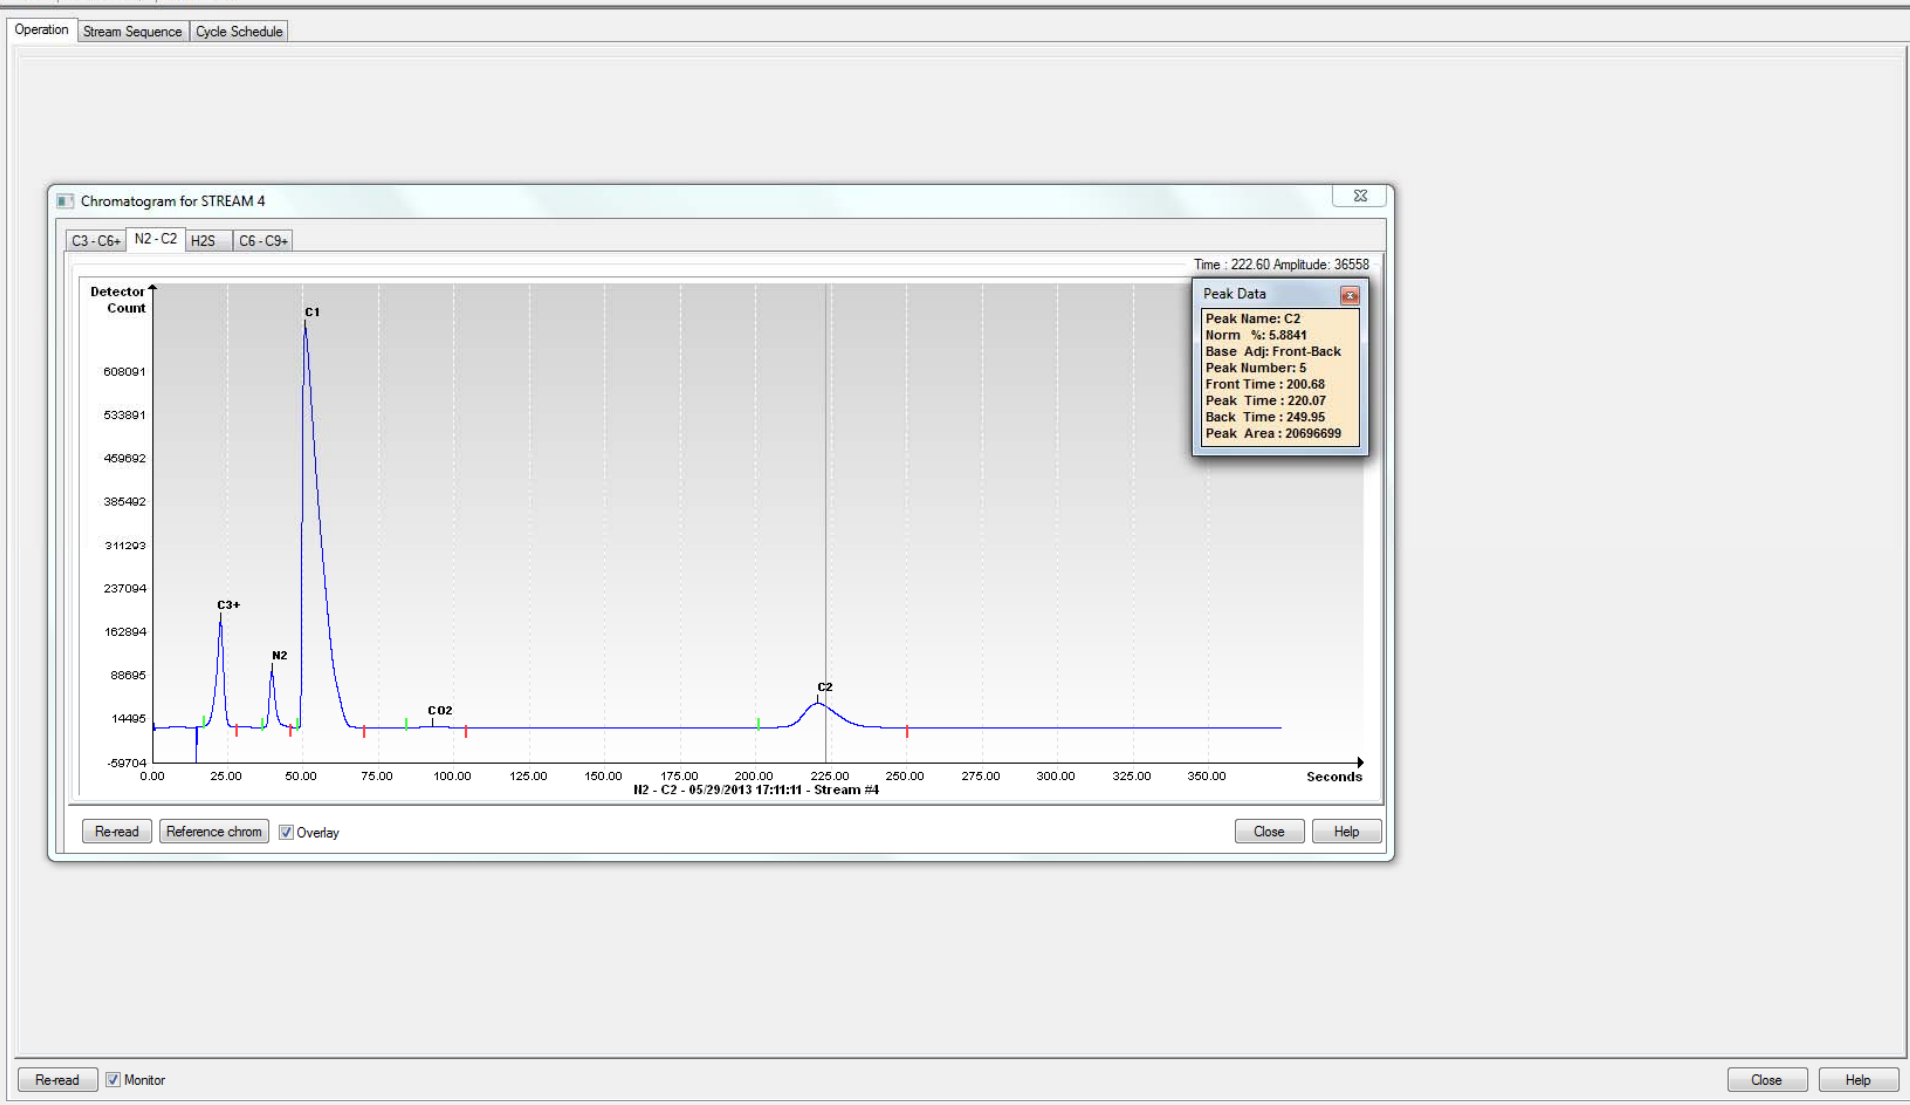 Operation Stream Sequence Cycle Schedule
Chromatogram for STREAM 4
C3 - C6+ N2 - C2 H2S C6 - C9+
Time : 222.60 Amplitude: 36558
Detector
Count
608091
533891
459692
385492
311293
237094
162894
88695
14495
-59704
C1
C3+
N2
CO2
C2
Peak Data
Peak Name: C2
Norm %: 5.8841
Base Adj: Front-Back
Peak Number: 5
Front Time : 200.68
Peak Time : 220.07
Back Time : 249.95
Peak Area : 20696699
0.00 25.00 50.00 75.00 100.00 125.00 150.00 175.00 200.00 225.00 250.00 275.00 300.00 325.00 350.00 Seconds
N2 - C2 - 05/29/2013 17:11:11 - Stream #4
Re-read Reference chrom Overlay Close Help
Re-read Monitor Close Help